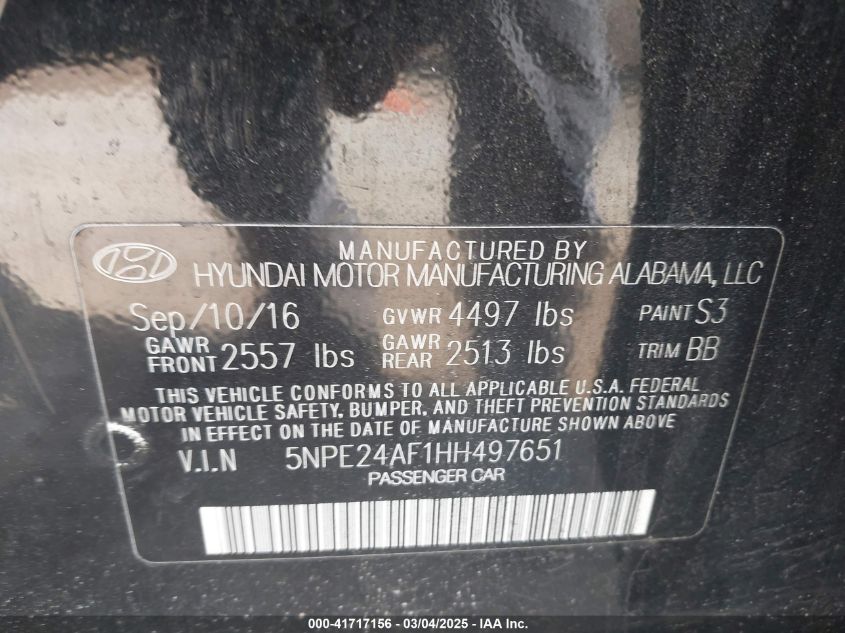 MANUFACTURED BY
HYUNDAI MOTOR MANUFACTURING ALABAMA, LLC
Sep/10/16 GVWR 4497 lbs PAINT S3
GAWR FRONT 2557 lbs GAWR REAR 2513 lbs TRIM BB
THIS VEHICLE CONFORMS TO ALL APPLICABLE U.S.A. FEDERAL
MOTOR VEHICLE SAFETY, BUMPER, AND THEFT PREVENTION STANDARDS
IN EFFECT ON THE DATE OF MANUFACTURE SHOWN ABOVE.
V.I.N 5NPE24AF1HH497651
PASSENGER CAR
000-41717156 - 03/04/2025 - IAA Inc.